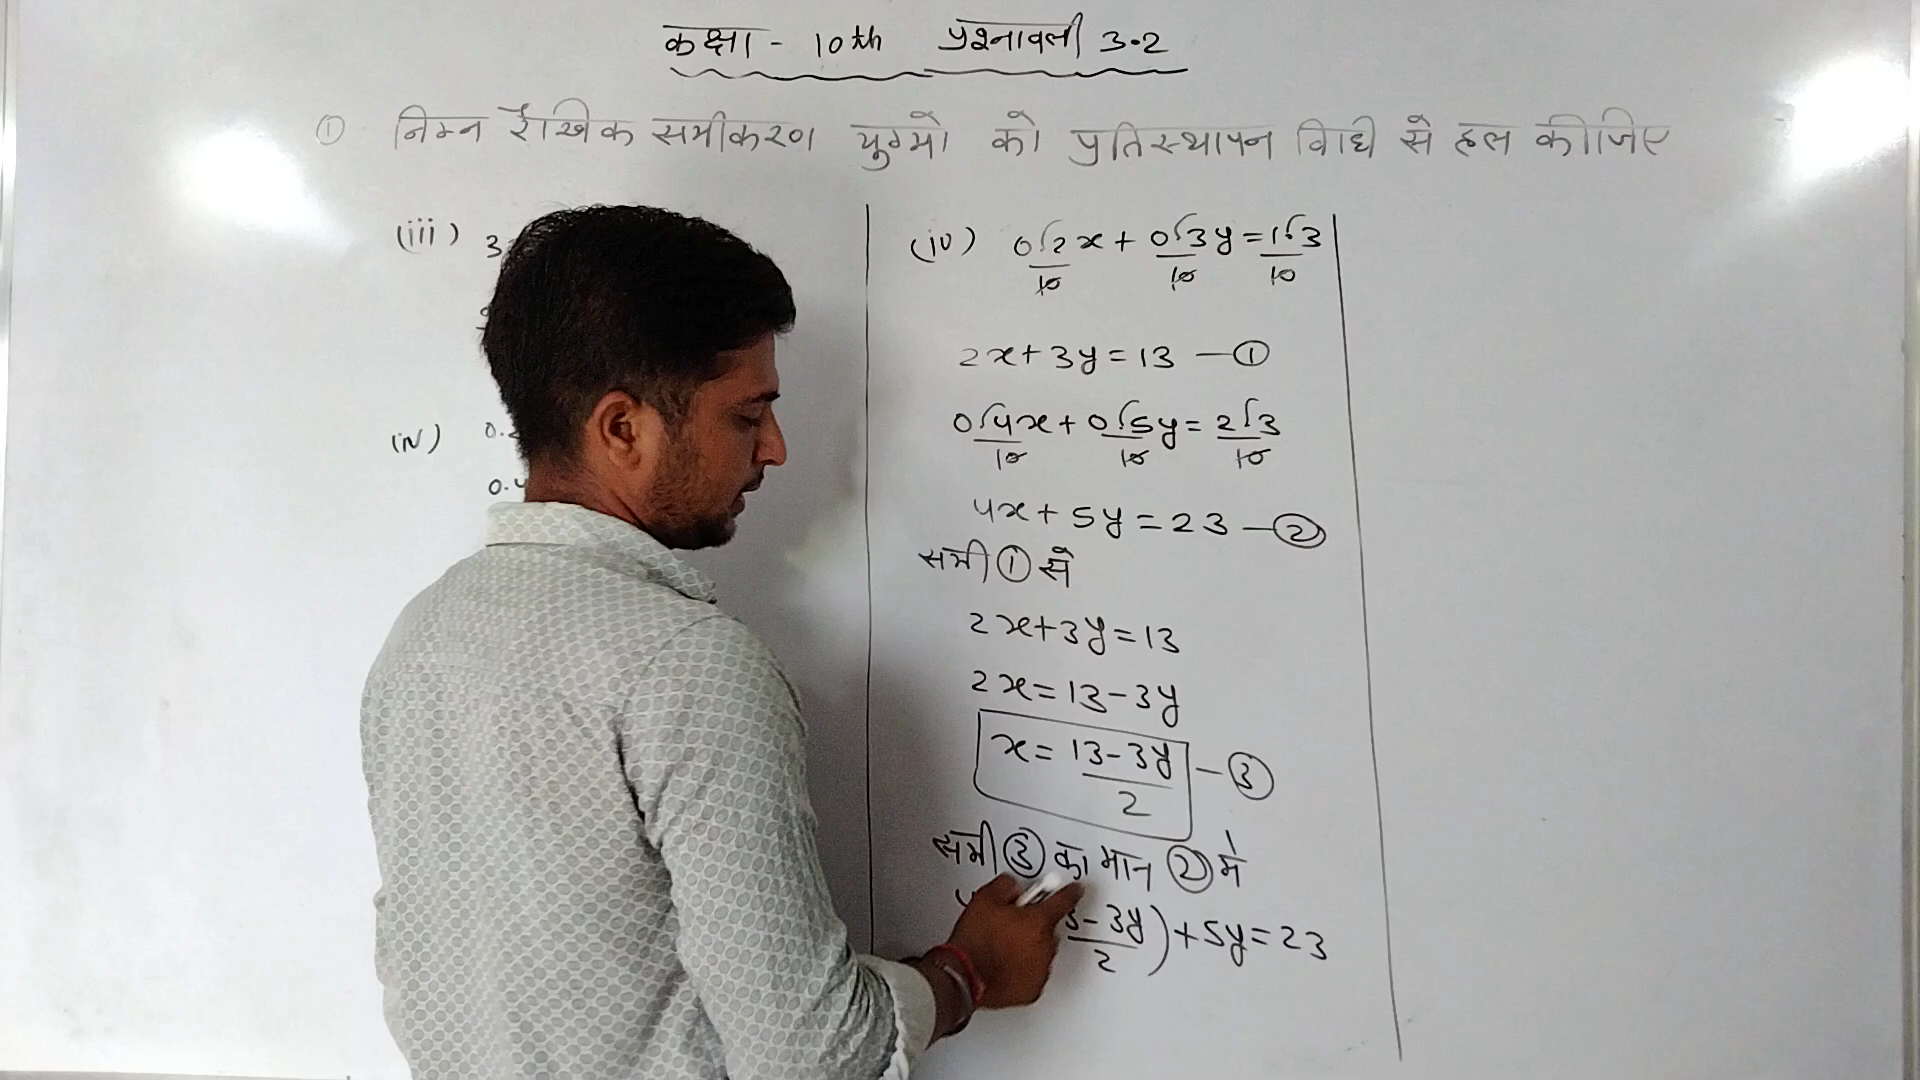 कक्षा - 10th प्रश्नावली 3.2
① निम्न रैखिक समीकरण युग्मो को प्रतिस्थापन विधि से हल कीजिए
(iii) 3
(iv) 0.2
0.4
(iv) 0.2x + 0.3y = 1.3
10 10 10
2x + 3y = 13 — ①
0.4x + 0.5y = 2.3
10 10 10
4x + 5y = 23 — ②
समी ① से
2x + 3y = 13
2x = 13 - 3y
x = 13 - 3y — ③
2
समी ③ का मान ② मे
3 - 3y) + 5y = 23
2